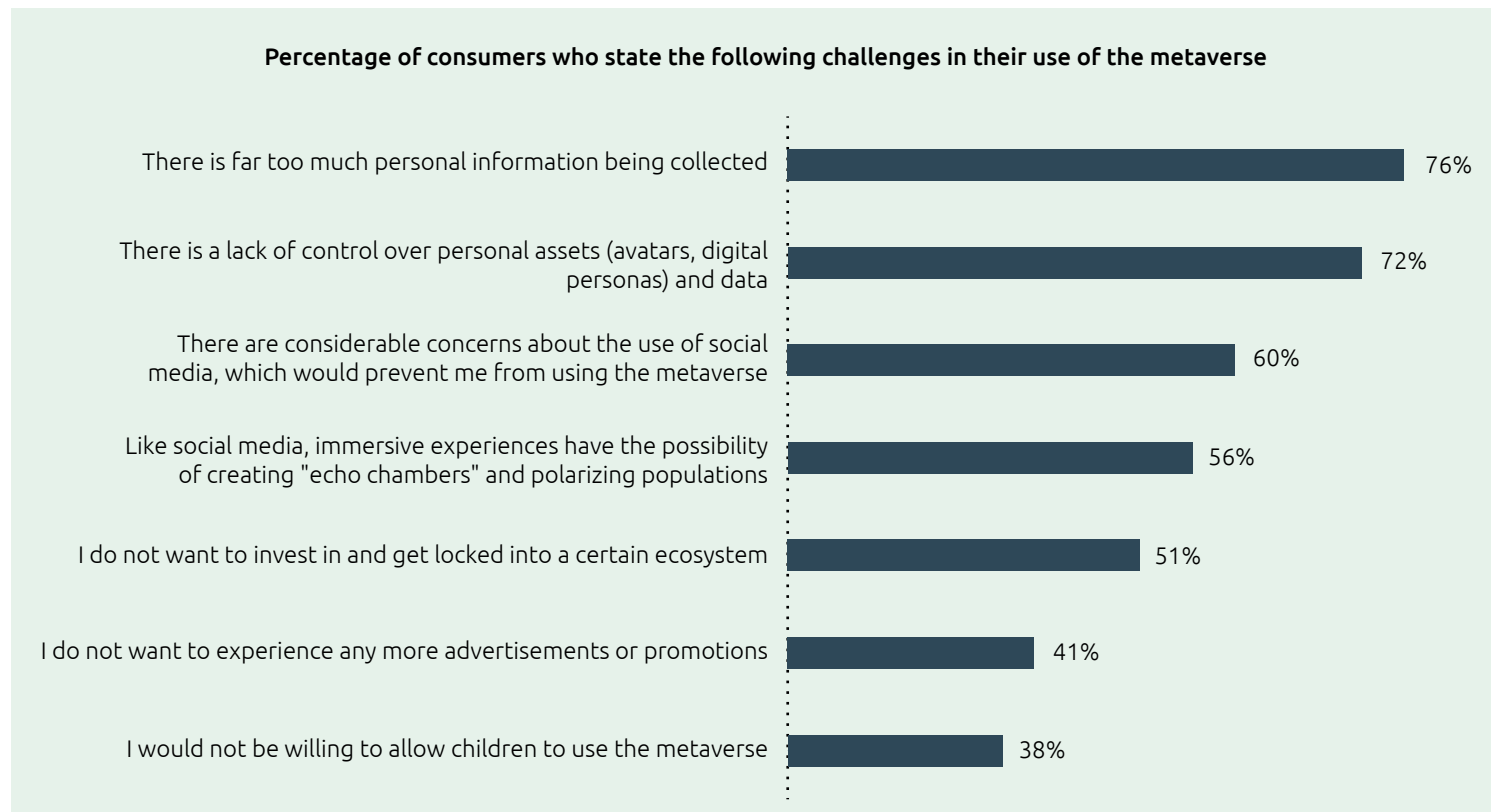 Percentage of consumers who state the following challenges in their use of the metaverse
There is far too much personal information being collected
76%
There is a lack of control over personal assets (avatars, digital
personas) and data
72%
There are considerable concerns about the use of social
media, which would prevent me from using the metaverse
60%
Like social media, immersive experiences have the possibility
of creating "echo chambers" and polarizing populations
56%
I do not want to invest in and get locked into a certain ecosystem
51%
I do not want to experience any more advertisements or promotions
41%
I would not be willing to allow children to use the metaverse
38%